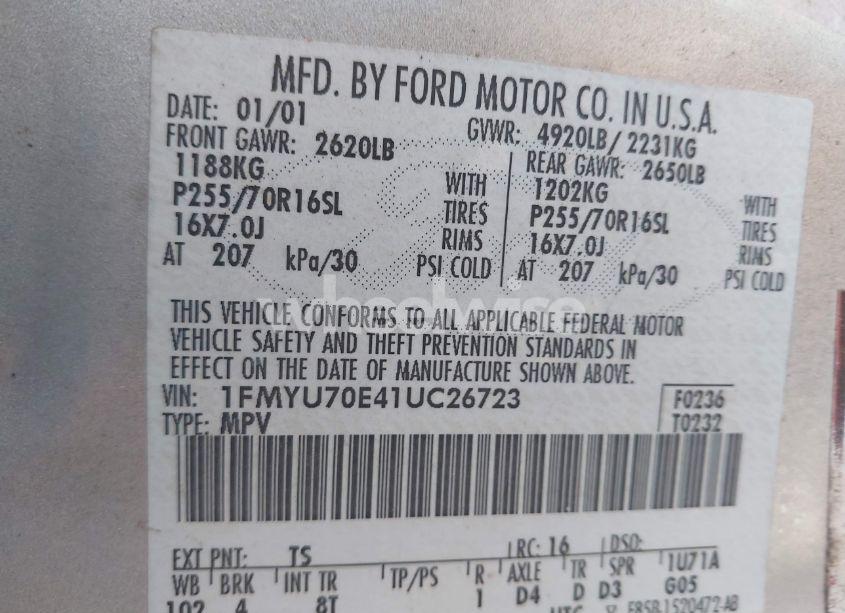 MFD. BY FORD MOTOR CO. IN U.S.A.
DATE: 01/01 GVWR: 4920LB/ 2231KG
FRONT GAWR: 2620LB REAR GAWR: 2650LB
1188KG WITH 1202KG WITH
P255/70R16SL TIRES P255/70R16SL TIRES
16X7.0J RIMS 16X7.0J RIMS
AT 207 kPa/30 PSI COLD AT 207 kPa/30 PSI COLD
wheelwise
THIS VEHICLE CONFORMS TO ALL APPLICABLE FEDERAL MOTOR
VEHICLE SAFETY AND THEFT PREVENTION STANDARDS IN
EFFECT ON THE DATE OF MANUFACTURE SHOWN ABOVE.
VIN: 1FMYU70E41UC26723 F0236
TYPE: MPV T0232
EXT PNT: TS RC: 16 DSO:
WB BRK INT TR TP/PS R AXLE TR SPR 1U71A
102 4 8T 1 D4 D D3 G05